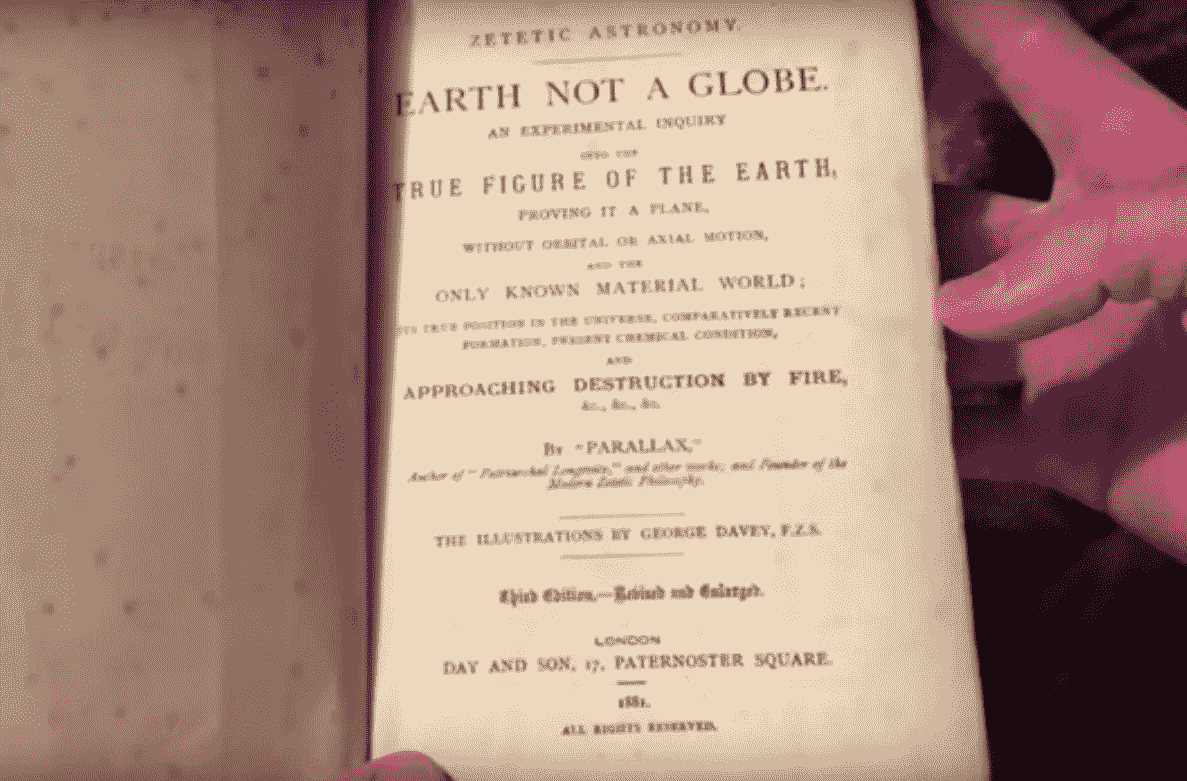 ZETETIC ASTRONOMY.
EARTH NOT A GLOBE.
AN EXPERIMENTAL INQUIRY
INTO THE
TRUE FIGURE OF THE EARTH,
PROVING IT A PLANE,
WITHOUT ORBITAL OR AXIAL MOTION,
AND THE
ONLY KNOWN MATERIAL WORLD;
ITS TRUE POSITION IN THE UNIVERSE, COMPARATIVELY RECENT
FORMATION, PRESENT CHEMICAL CONDITION,
AND
APPROACHING DESTRUCTION BY FIRE,
&c., &c., &c.
By "PARALLAX,"
Author of "Patriarchal Longevity," and other works; and Founder of the
Modern Zetetic Philosophy.
THE ILLUSTRATIONS BY GEORGE DAVEY, F.Z.S.
Third Edition,—Revised and Enlarged.
LONDON
DAY AND SON, 17, PATERNOSTER SQUARE.
1881.
ALL RIGHTS RESERVED.